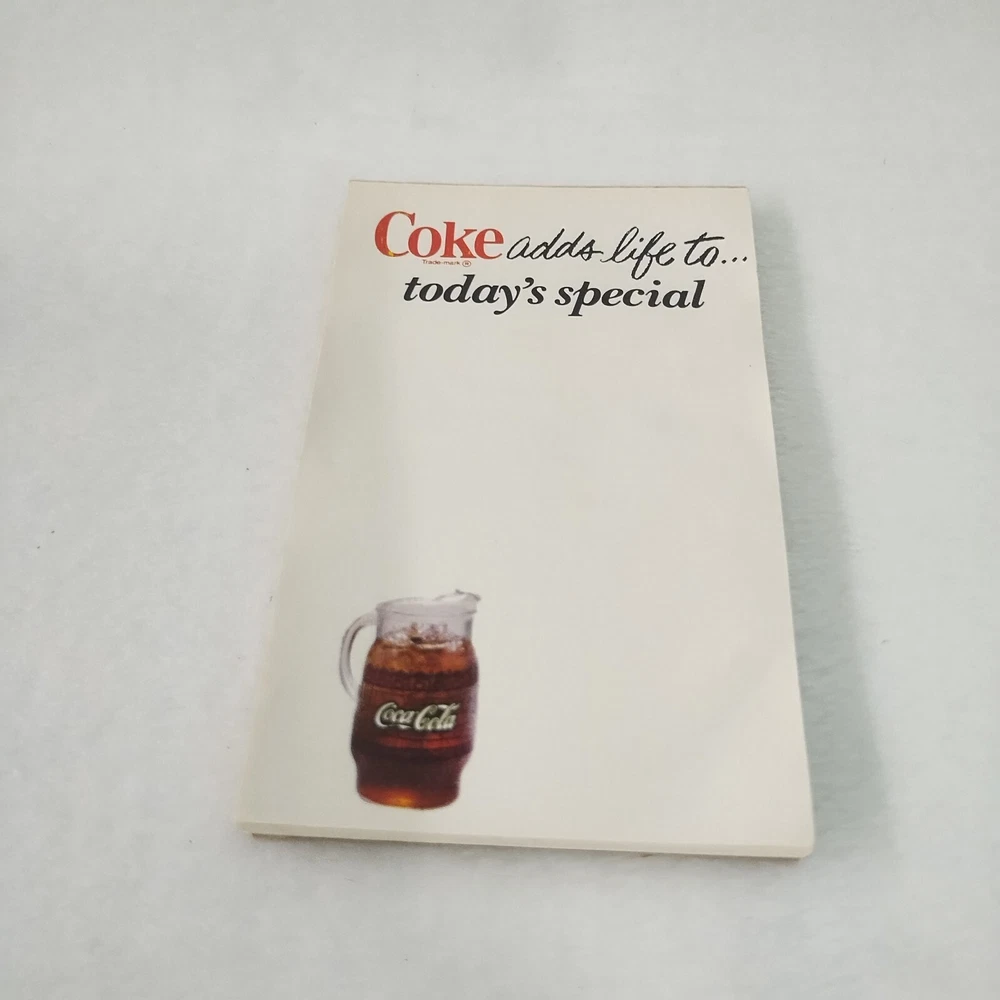 Coke adds life to...
Trade-mark ®
today's special
Coca-Cola